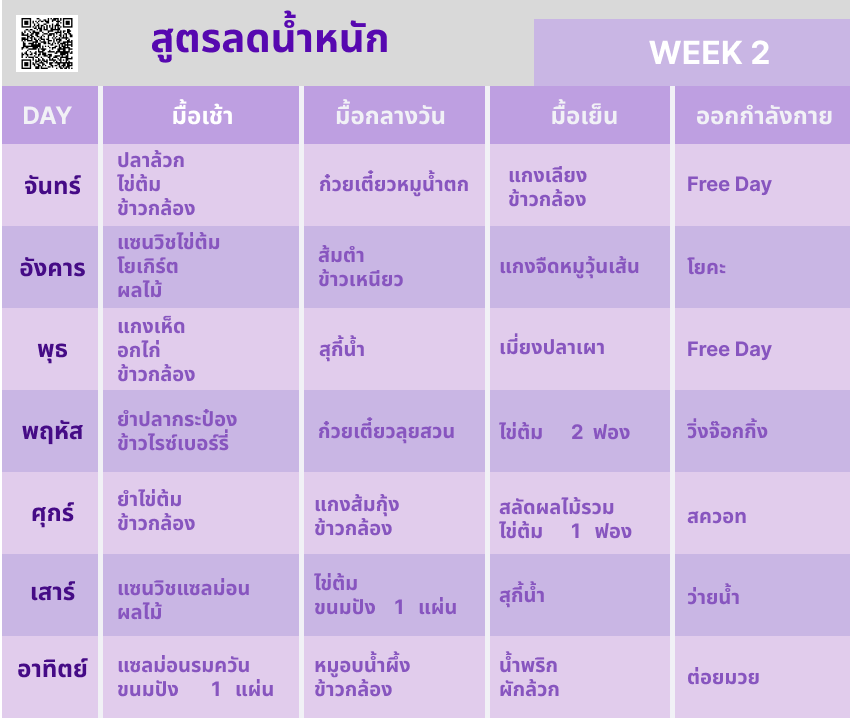 สูตรลดน้ำหนัก
WEEK 2
DAY
มื้อเช้า
มื้อกลางวัน
มื้อเย็น
ออกกำลังกาย
จันทร์
ปลาลวก
ไข่ต้ม
ข้าวกล้อง
ก๋วยเตี๋ยวหมูน้ำตก
แกงเลียง
ข้าวกล้อง
Free Day
อังคาร
แซนวิชไข่ต้ม
โยเกิร์ต
ผลไม้
ส้มตำ
ข้าวเหนียว
แกงจืดหมูวุ้นเส้น
โยคะ
พุธ
แกงเห็ด
อกไก่
ข้าวกล้อง
สุกี้น้ำ
เมี่ยงปลาเผา
Free Day
พฤหัส
ยำปลากระป๋อง
ข้าวไรซ์เบอร์รี่
ก๋วยเตี๋ยวลุยสวน
ไข่ต้ม 2 ฟอง
วิ่งจ๊อกกิ้ง
ศุกร์
ยำไข่ต้ม
ข้าวกล้อง
แกงส้มกุ้ง
ข้าวกล้อง
สลัดผลไม้รวม
ไข่ต้ม 1 ฟอง
สควอท
เสาร์
แซนวิชแซลม่อน
ผลไม้
ไข่ต้ม
ขนมปัง 1 แผ่น
สุกี้น้ำ
ว่ายน้ำ
อาทิตย์
แซลม่อนรมควัน
ขนมปัง 1 แผ่น
หมูอบน้ำผึ้ง
ข้าวกล้อง
น้ำพริก
ผักลวก
ต่อยมวย